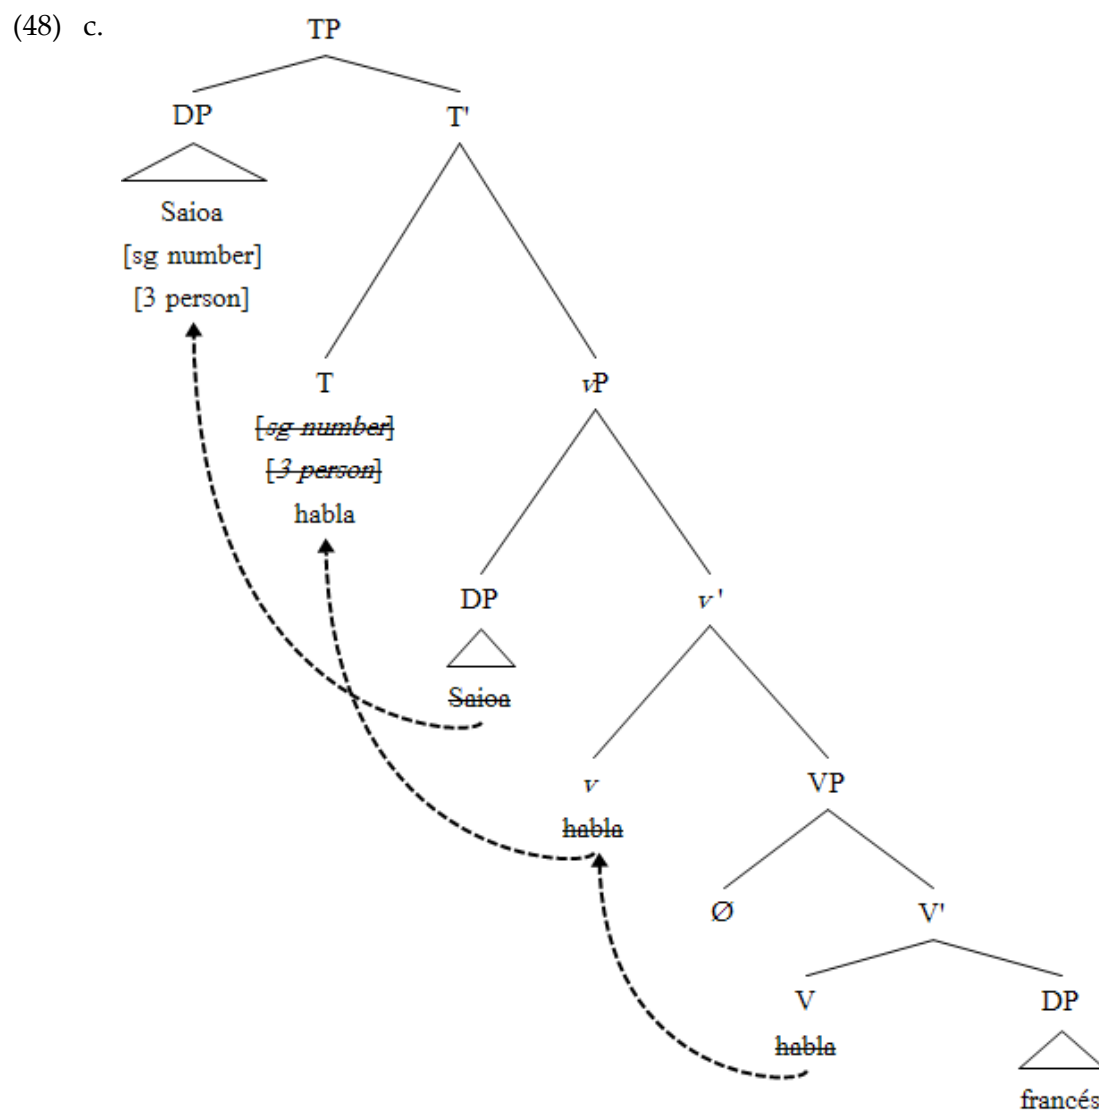 (48) c.
TP
DP T'
Saioa
[sg number]
[3 person]
T vP
[sg number]
[3 person]
habla
DP v'
Saioa
v VP
habla
Ø V'
V DP
habla
francés